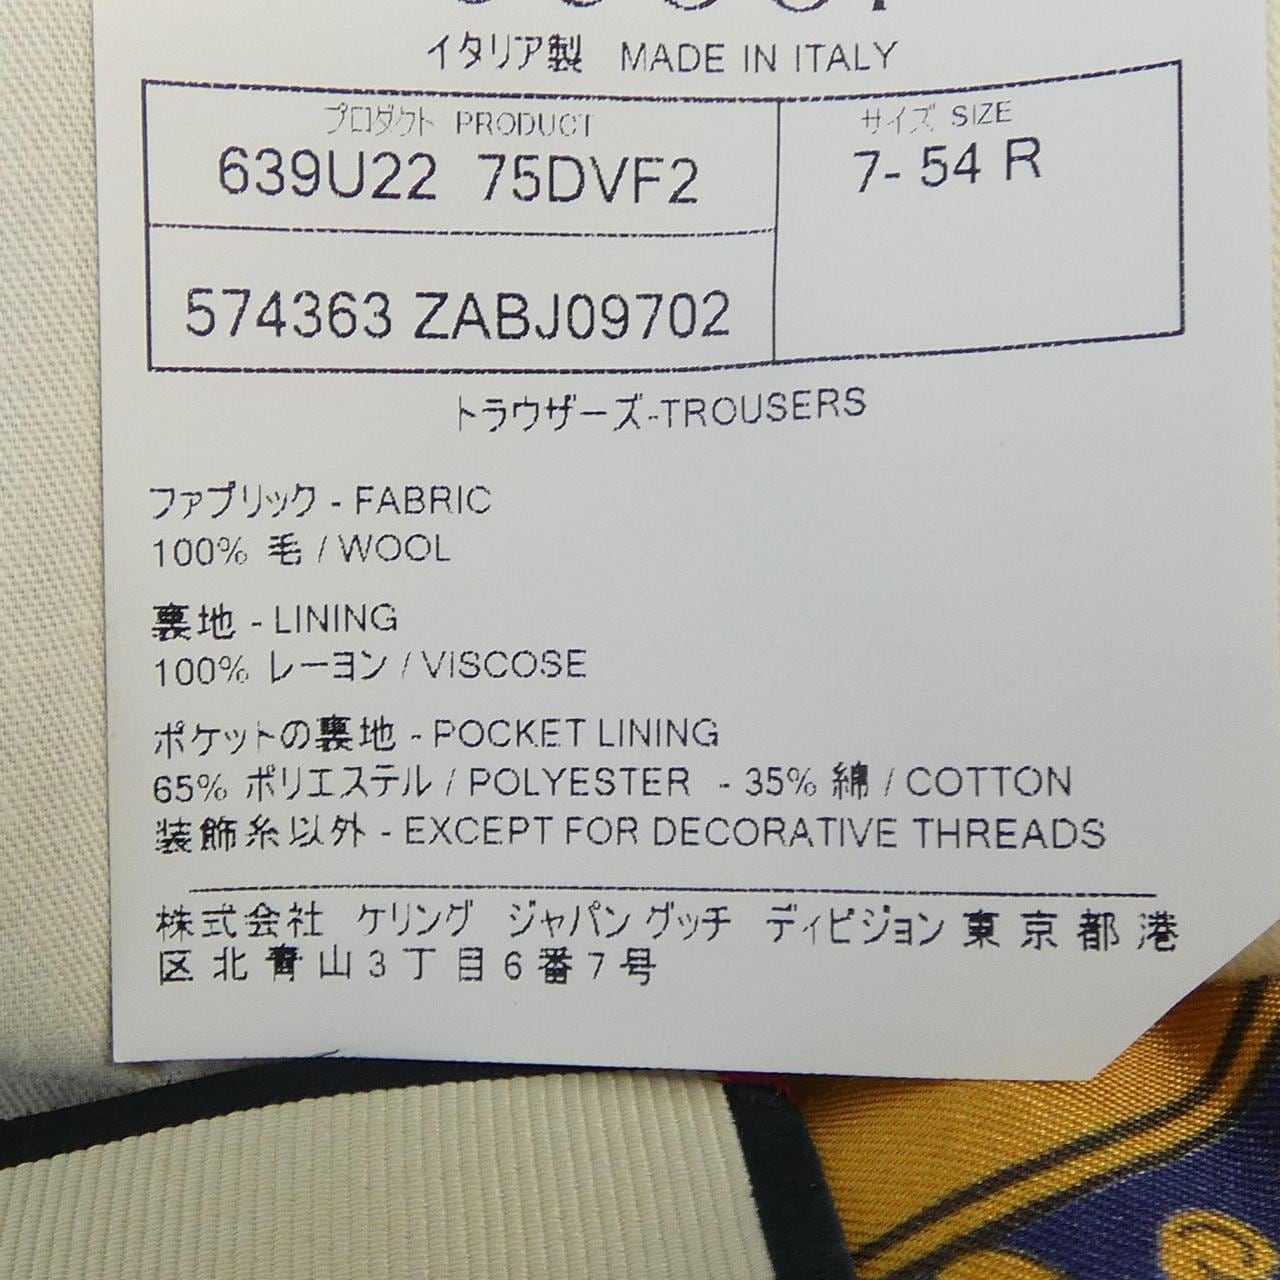 イタリア製 MADE IN ITALY
プロダクト PRODUCT
サイズ SIZE
639U22 75DVF2
7- 54 R
574363 ZABJ09702
トラウザーズ-TROUSERS
ファブリック - FABRIC
100% 毛 / WOOL
裏地 - LINING
100% レーヨン / VISCOSE
ポケットの裏地 - POCKET LINING
65% ポリエステル / POLYESTER - 35% 綿 / COTTON
装飾糸以外 - EXCEPT FOR DECORATIVE THREADS
株式会社 ケリング ジャパン グッチ ディビジョン 東京都港
区北青山3丁目6番7号